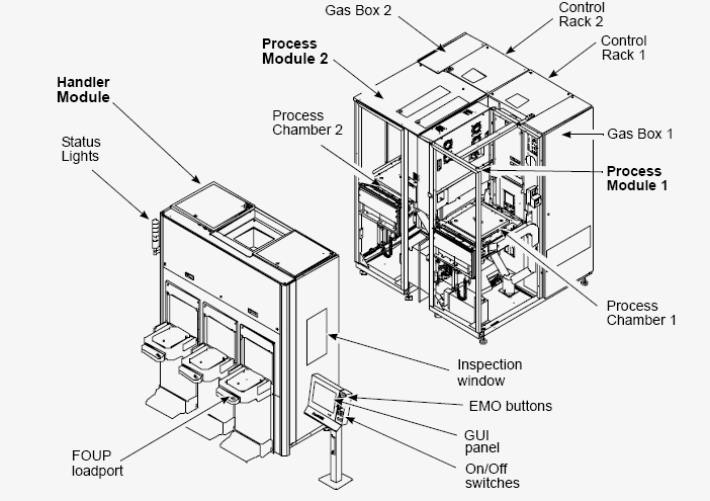 Gas Box 2
Control
Rack 2
Control
Rack 1
Process
Module 2
Handler
Module
Process
Chamber 2
Status
Lights
Gas Box 1
Process
Module 1
Process
Chamber 1
Inspection
window
EMO buttons
GUI
panel
FOUP
loadport
On/Off
switches